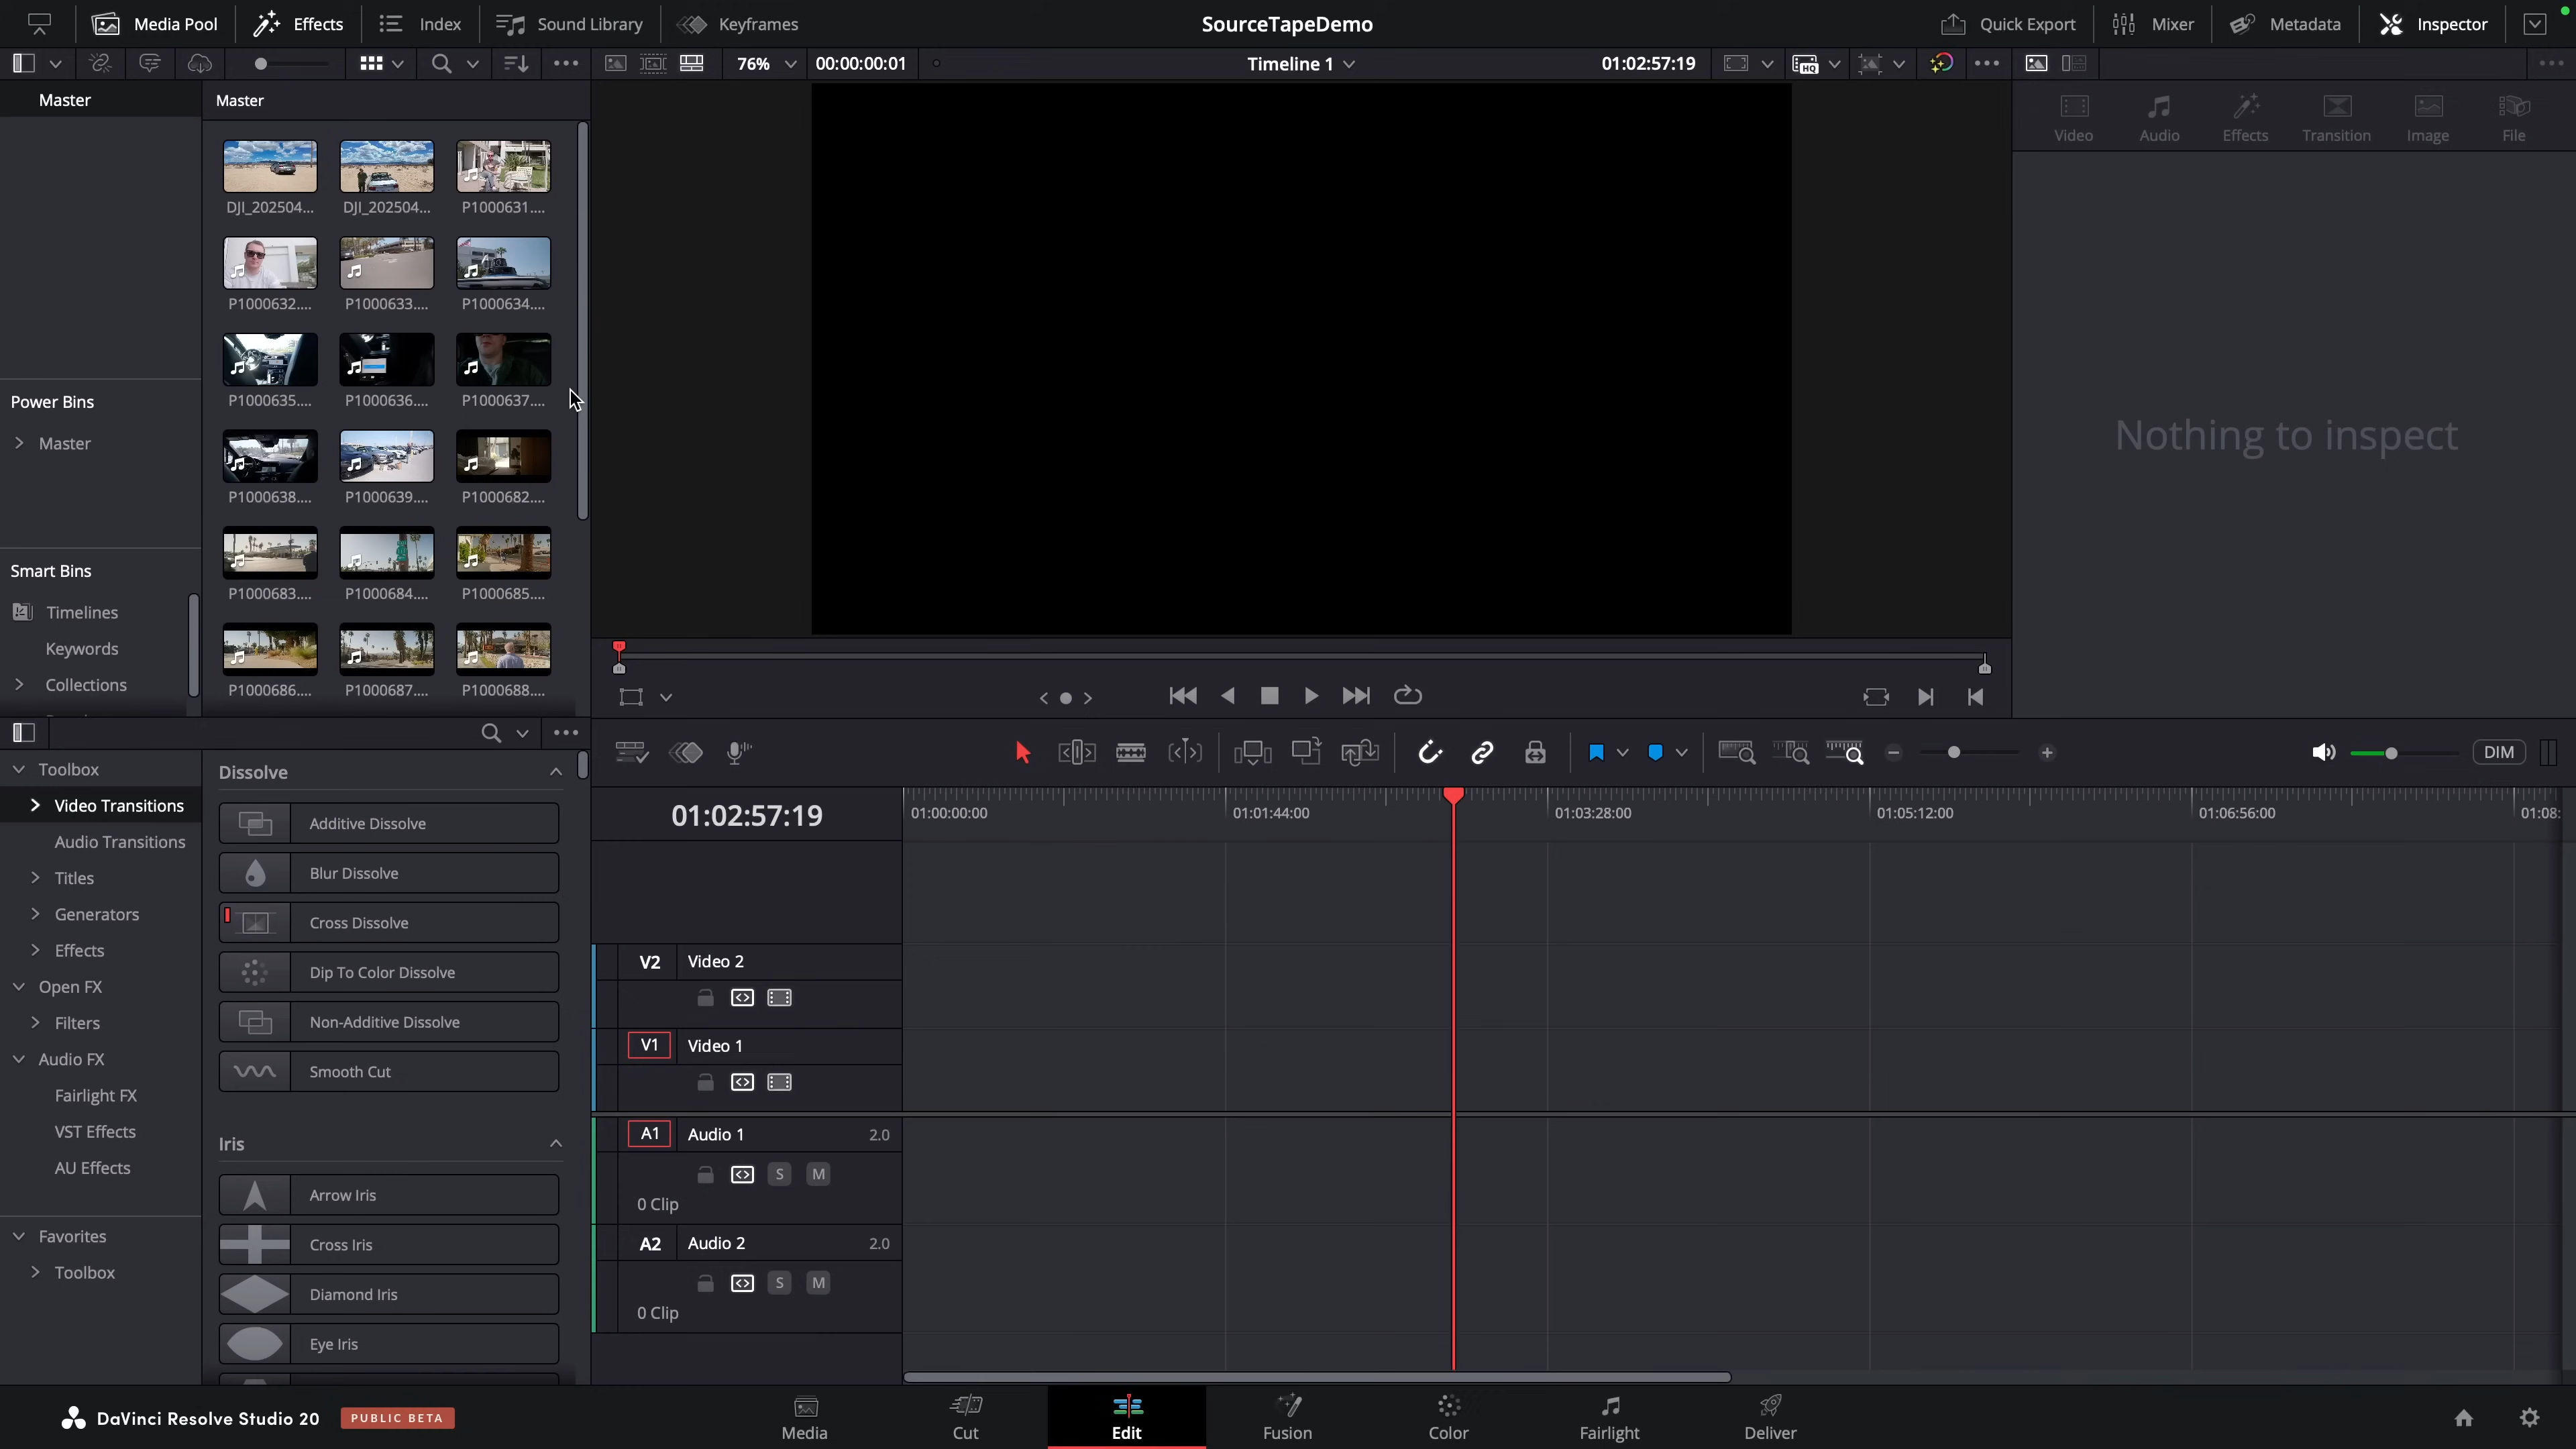 Media Pool Effects Index Sound Library Keyframes SourceTapeDemo Quick Export Mixer Metadata Inspector
76% 00:00:00:01 Timeline 1 01:02:57:19
Master
Master
Video Audio Effects Transition Image File
DJI_202504... DJI_202504... P1000631....
P1000632.... P1000633.... P1000634....
P1000635.... P1000636.... P1000637....
P1000638.... P1000639.... P1000682....
P1000683.... P1000684.... P1000685....
P1000686.... P1000687.... P1000688....
Power Bins
Master
Smart Bins
Timelines
Keywords
Collections
Nothing to inspect
DIM
Toolbox
Video Transitions
Audio Transitions
Titles
Generators
Effects
Open FX
Filters
Audio FX
Fairlight FX
VST Effects
AU Effects
Favorites
Toolbox
Dissolve
Additive Dissolve
Blur Dissolve
Cross Dissolve
Dip To Color Dissolve
Non-Additive Dissolve
Smooth Cut
Iris
Arrow Iris
Cross Iris
Diamond Iris
Eye Iris
01:02:57:19
01:00:00:00 01:01:44:00 01:03:28:00 01:05:12:00 01:06:56:00 01:08:
V2 Video 2
V1 Video 1
A1 Audio 1 2.0
S M
0 Clip
A2 Audio 2 2.0
S M
0 Clip
DaVinci Resolve Studio 20 PUBLIC BETA
Media Cut Edit Fusion Color Fairlight Deliver